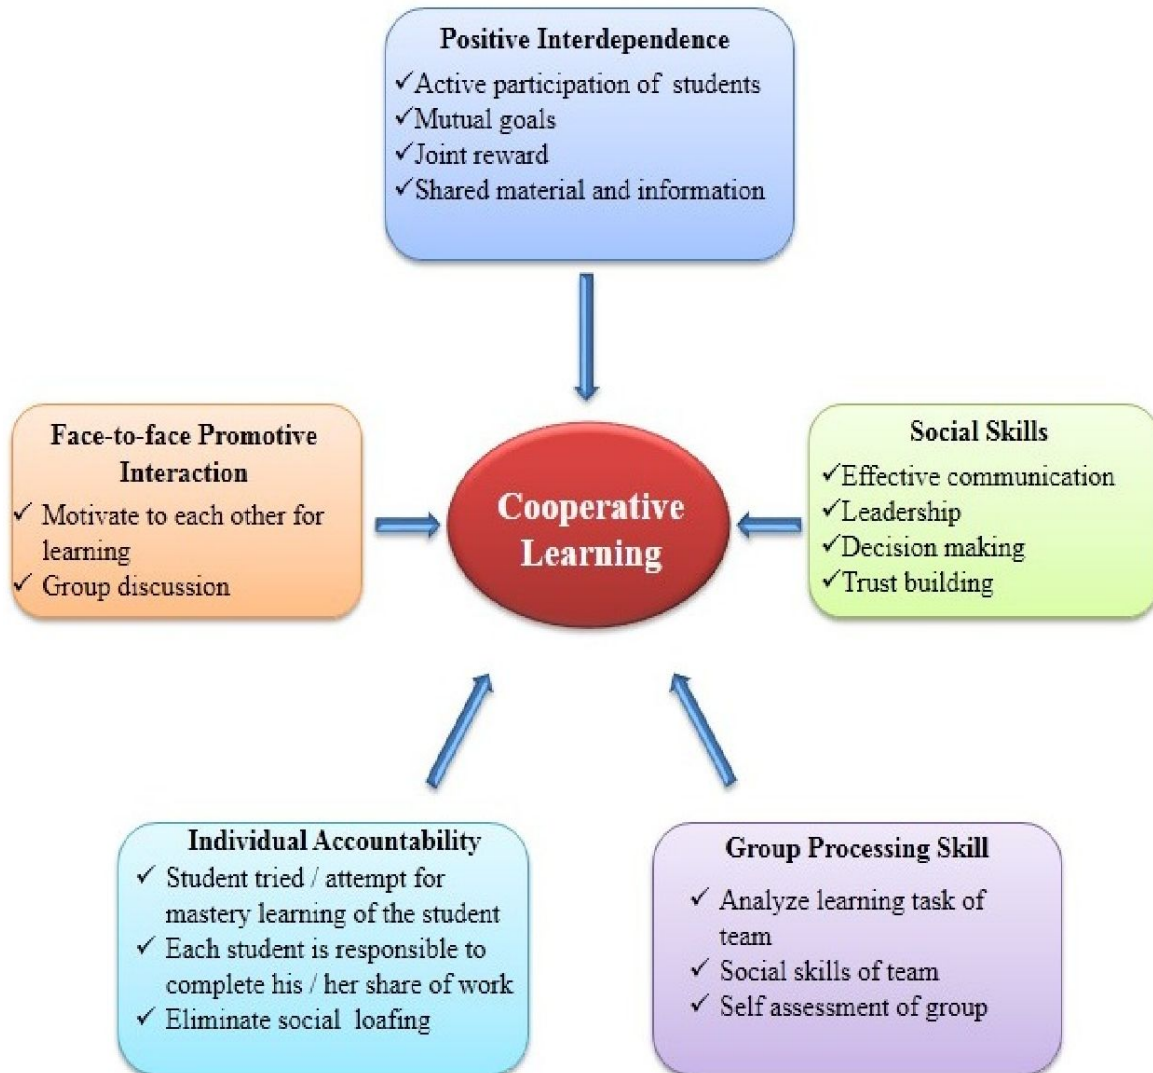 Positive Interdependence
✓Active participation of students
✓Mutual goals
✓Joint reward
✓Shared material and information
Face-to-face Promotive
Interaction
✓ Motivate to each other for
learning
✓ Group discussion
Cooperative
Learning
Social Skills
✓Effective communication
✓Leadership
✓Decision making
✓Trust building
Individual Accountability
✓ Student tried / attempt for
mastery learning of the student
✓ Each student is responsible to
complete his / her share of work
✓ Eliminate social loafing
Group Processing Skill
✓ Analyze learning task of
team
✓ Social skills of team
✓ Self assessment of group